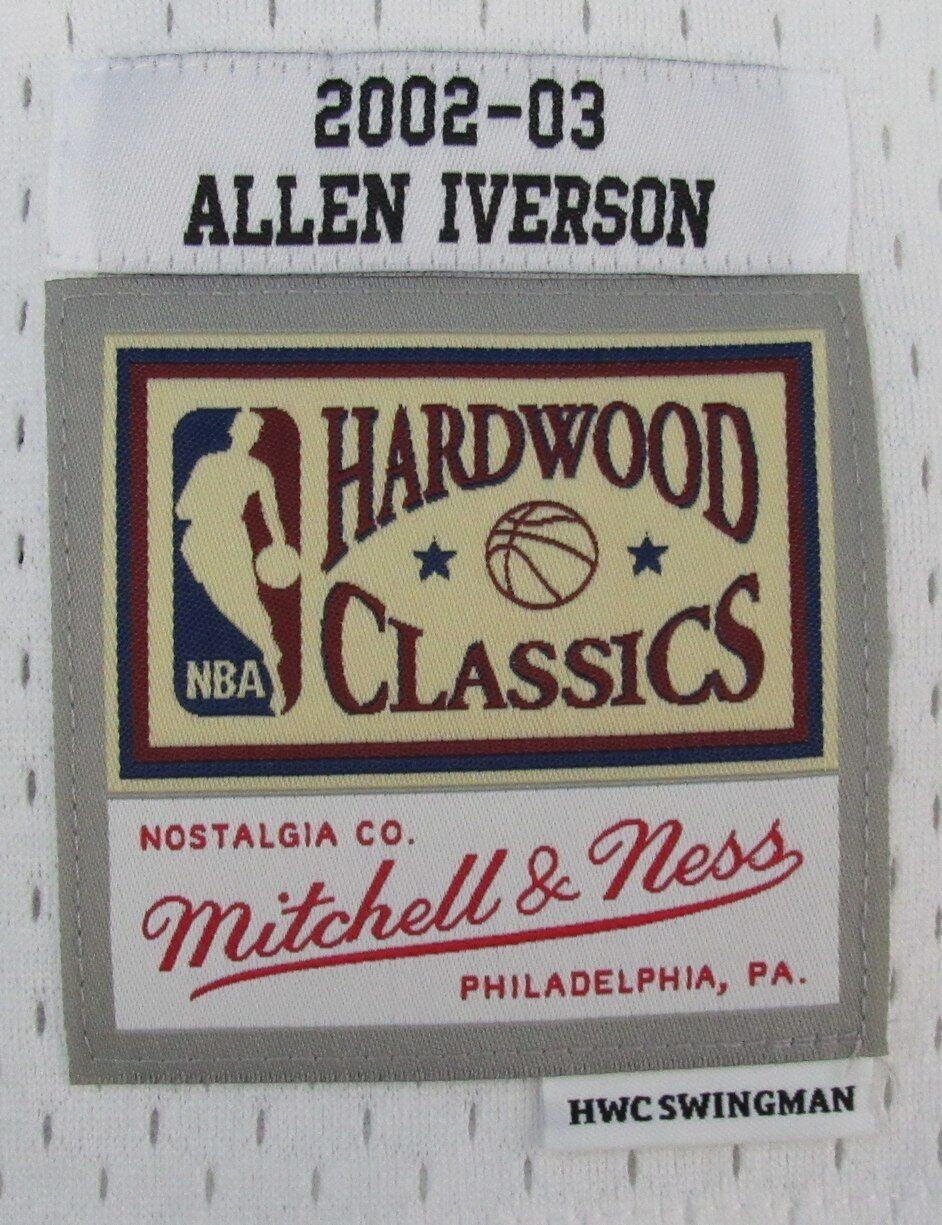 2002-03
ALLEN IVERSON
HARDWOOD
CLASSICS
NBA
NOSTALGIA CO.
Mitchell & Ness
PHILADELPHIA, PA.
HWC SWINGMAN